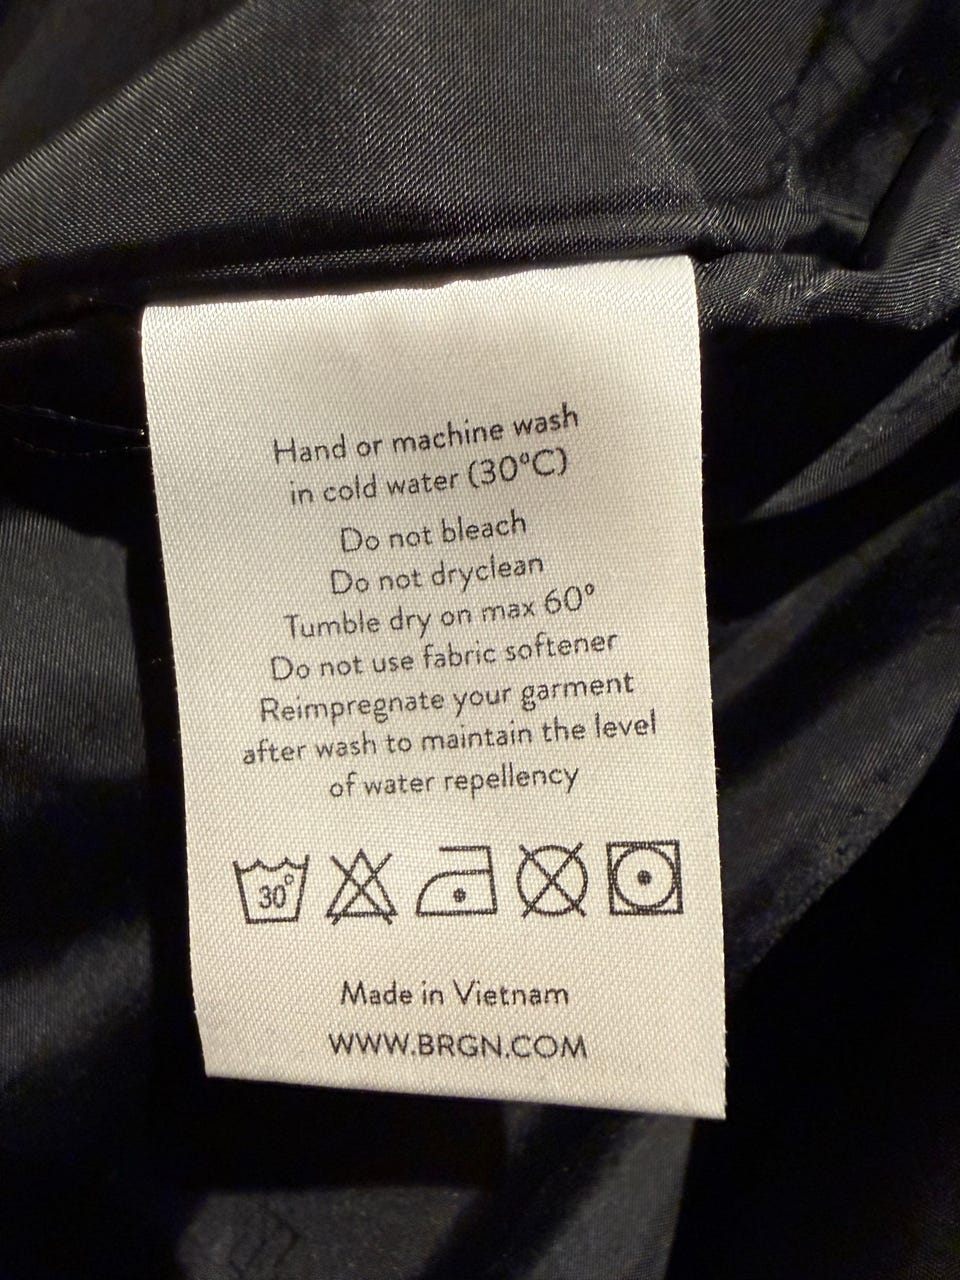 Hand or machine wash
in cold water (30°C)
Do not bleach
Do not dryclean
Tumble dry on max 60°
Do not use fabric softener
Reimpregnate your garment
after wash to maintain the level
of water repellency
30°
Made in Vietnam
WWW.BRGN.COM